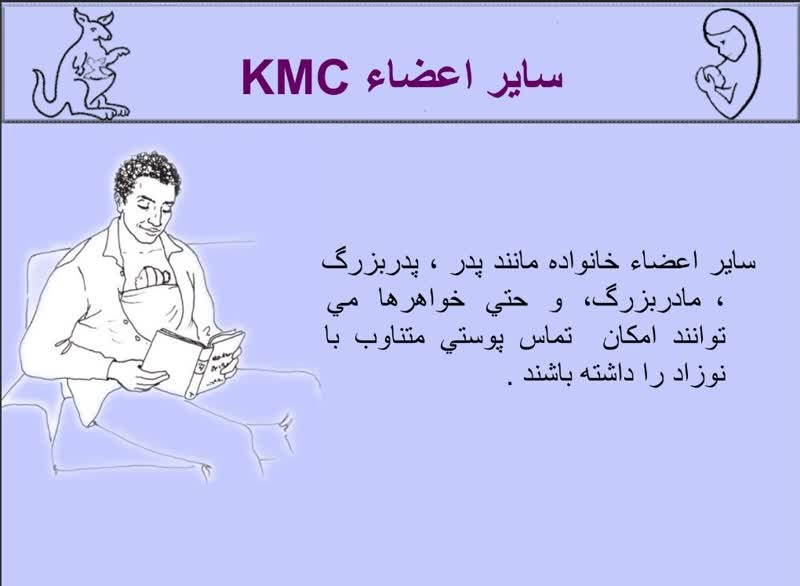 سایر اعضاء KMC
سایر اعضاء خانواده مانند پدر ، پدربزرگ
، مادربزرگ، و حتي خواهرها مي
توانند امکان تماس پوستي متناوب با
نوزاد را داشته باشند .